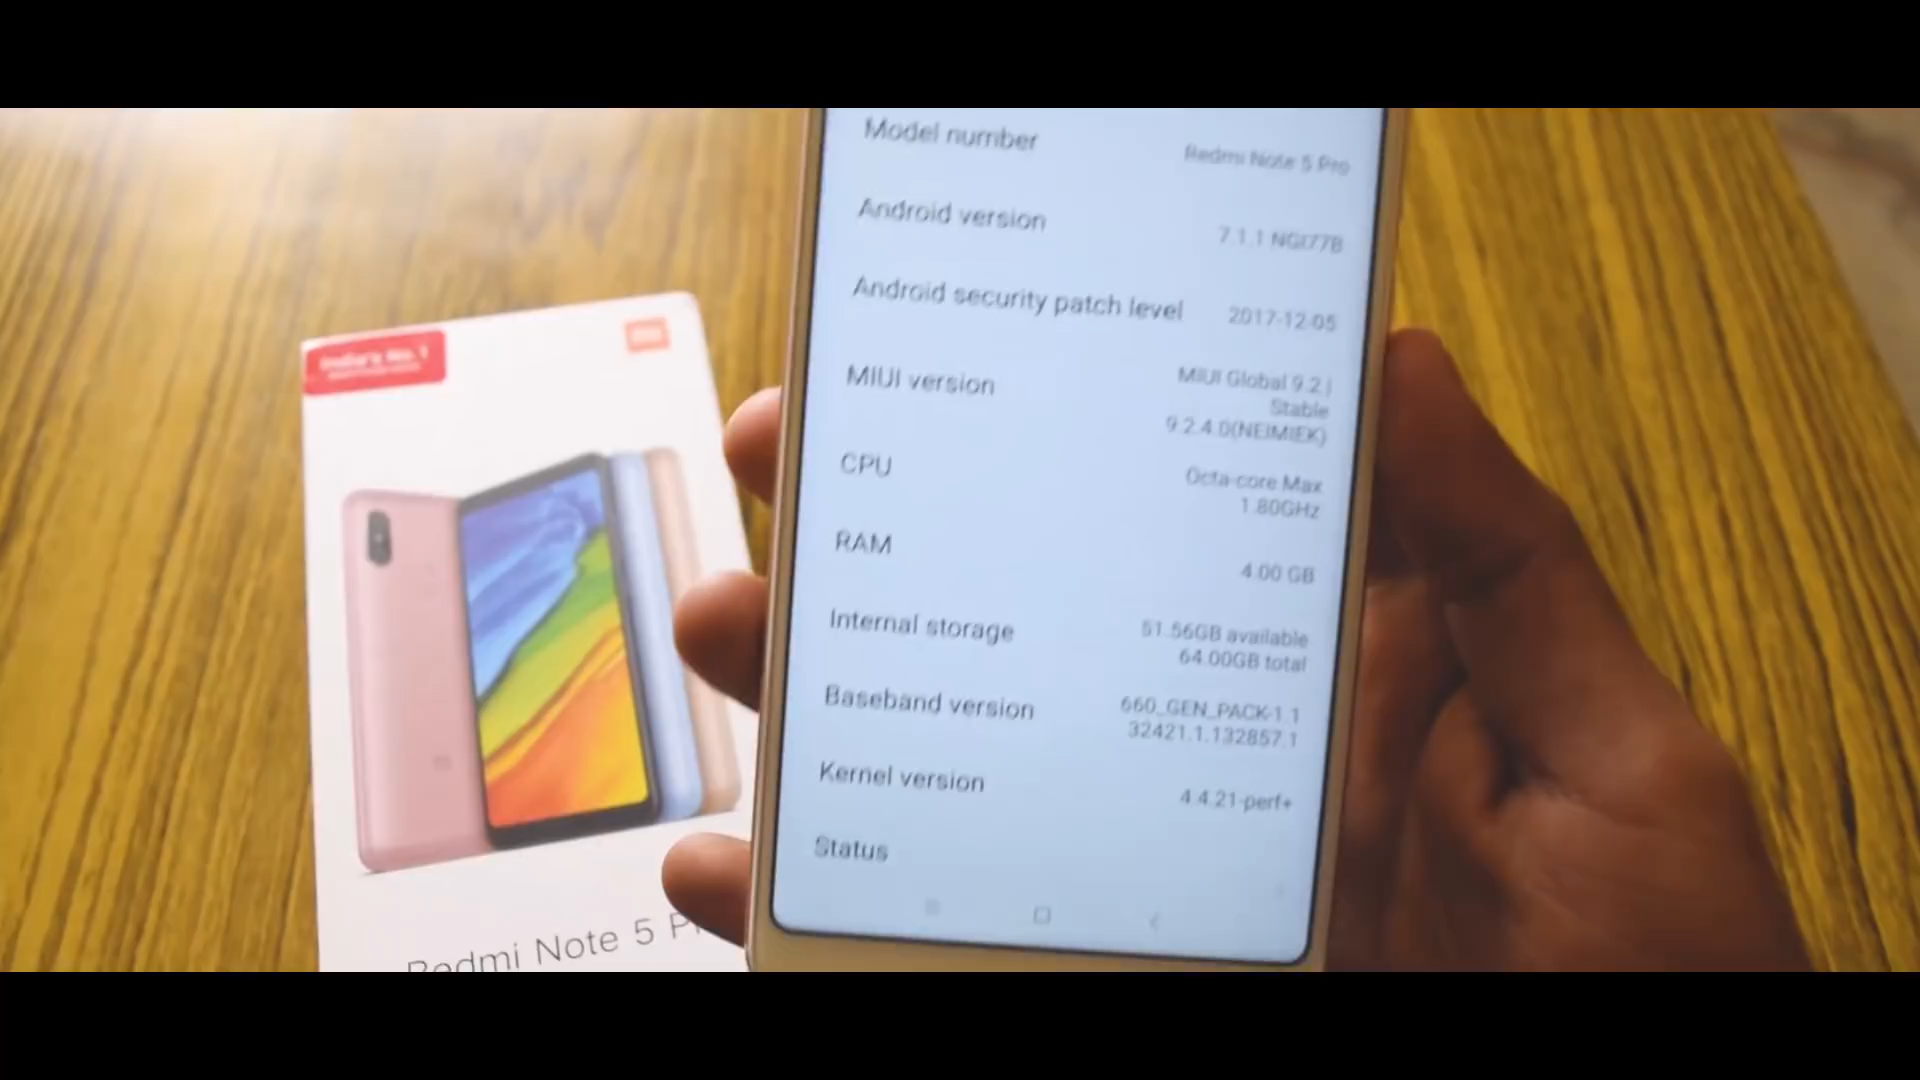 India's No. 1
Redmi Note 5 P
Model number
Redmi Note 5 Pro
Android version
7.1.1 NGI77B
Android security patch level
2017-12-05
MIUI version
MIUI Global 9.2 |
Stable
9.2.4.0(NEIMIEK)
CPU
Octa-core Max
1.80GHz
RAM
4.00 GB
Internal storage
51.56GB available
64.00GB total
Baseband version
660_GEN_PACK-1.1
32421.1.132857.1
Kernel version
4.4.21-perf+
Status